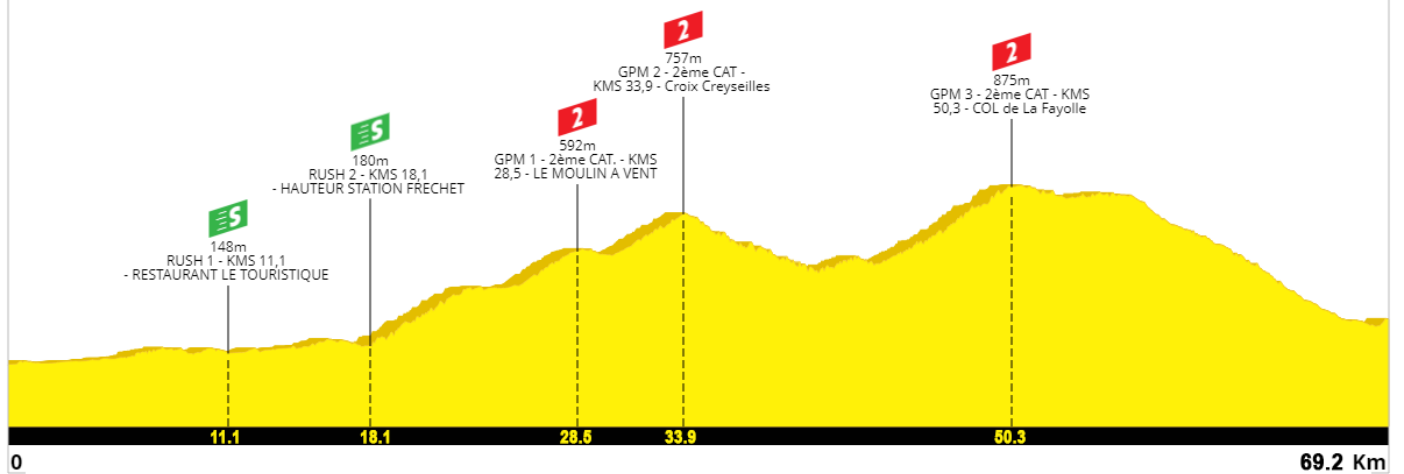 2
757m
GPM 2 - 2ème CAT -
KMS 33,9 - Croix Creyseilles
2
875m
GPM 3 - 2ème CAT - KMS
50,3 - COL de La Fayolle
2
592m
GPM 1 - 2ème CAT. - KMS
28,5 - LE MOULIN A VENT
S
180m
RUSH 2 - KMS 18,1
- HAUTEUR STATION FRECHET
S
148m
RUSH 1 - KMS 11,1
- RESTAURANT LE TOURISTIQUE
11.1 18.1 28.5 33.9 50.3
0 69.2 Km